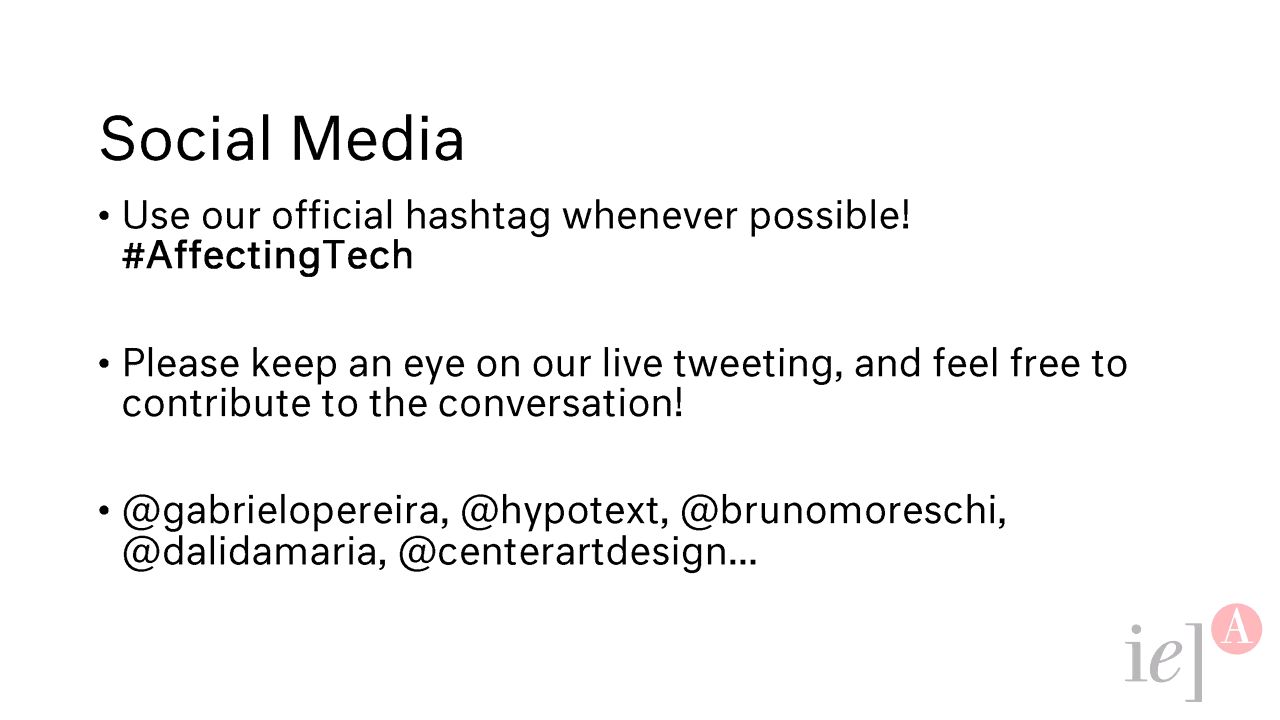 Social Media
• Use our official hashtag whenever possible!
#AffectingTech
• Please keep an eye on our live tweeting, and feel free to
contribute to the conversation!
• @gabrielopereira, @hypotext, @brunomoreschi,
@dalidamaria, @centerartdesign...
ie] A